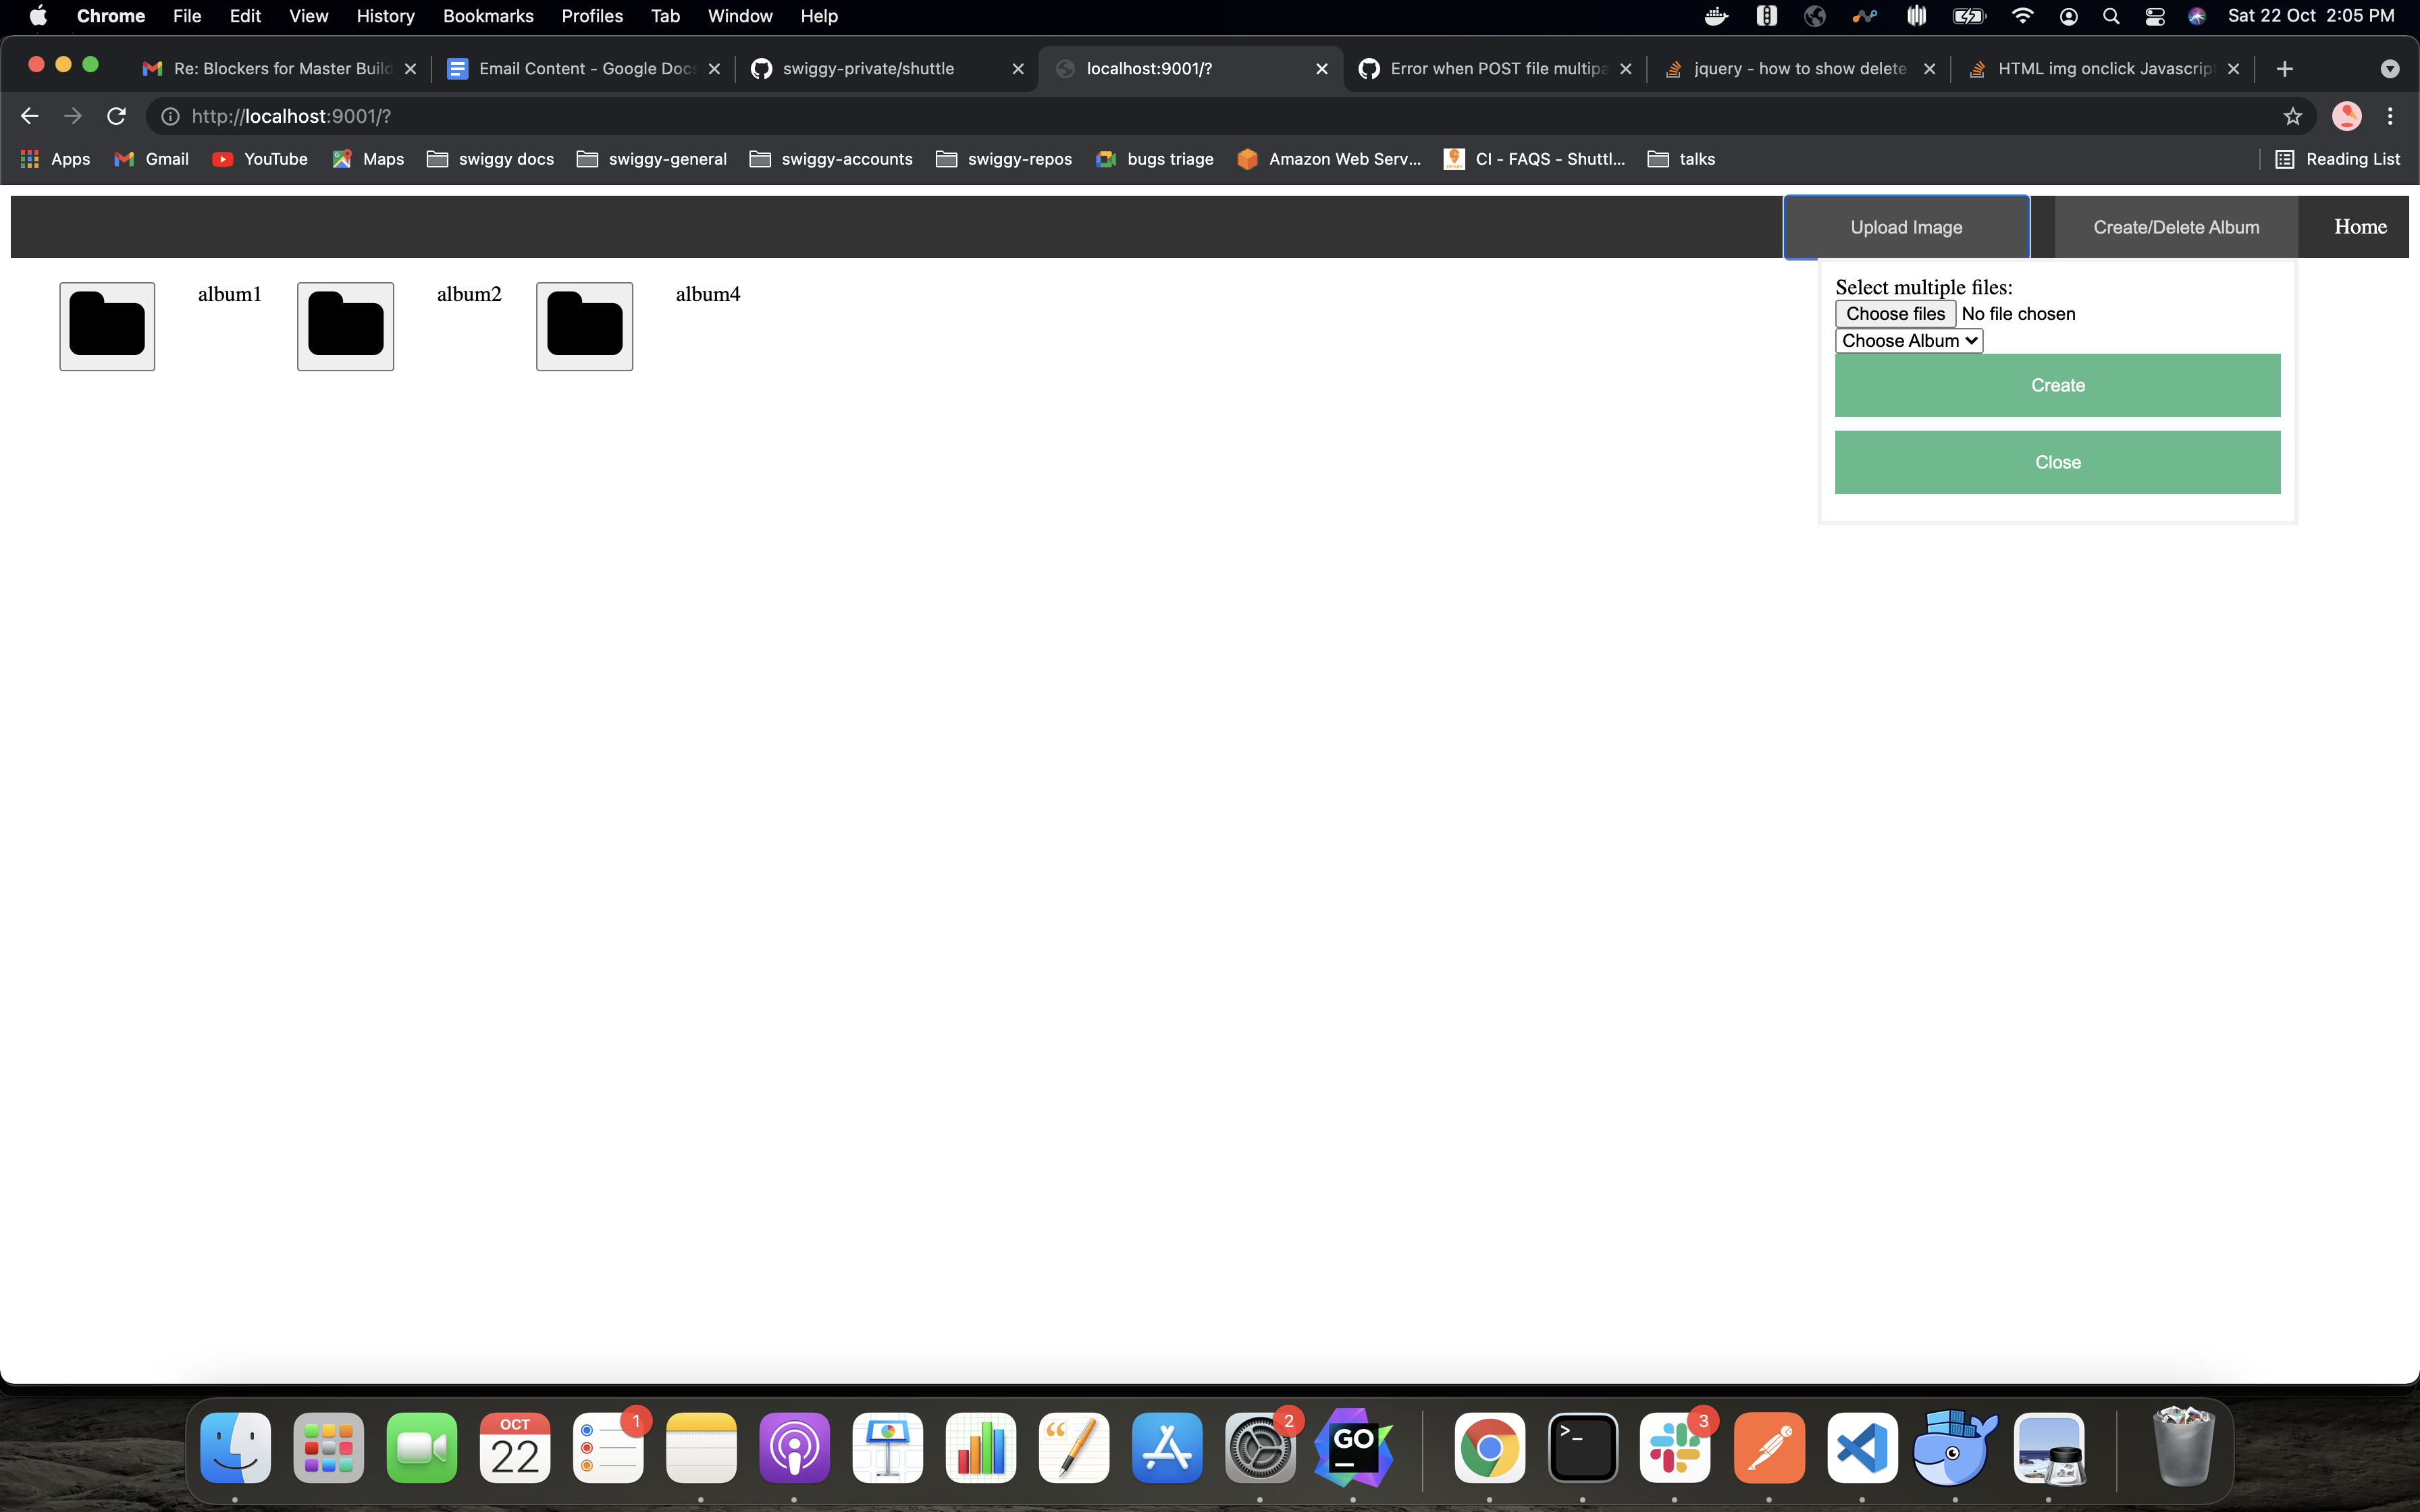 Chrome File Edit View History Bookmarks Profiles Tab Window Help Sat 22 Oct 2:05 PM
Re: Blockers for Master Build Email Content - Google Docs swiggy-private/shuttle localhost:9001/? Error when POST file multipa jquery - how to show delete HTML img onclick Javascrip
http://localhost:9001/?
Apps Gmail YouTube Maps swiggy docs swiggy-general swiggy-accounts swiggy-repos bugs triage Amazon Web Serv... CI - FAQS - Shuttl... talks Reading List
Upload Image Create/Delete Album Home
album1 album2 album4
Select multiple files:
Choose files No file chosen
Choose Album
Create
Close
OCT
22
1
2
GO
>_
3